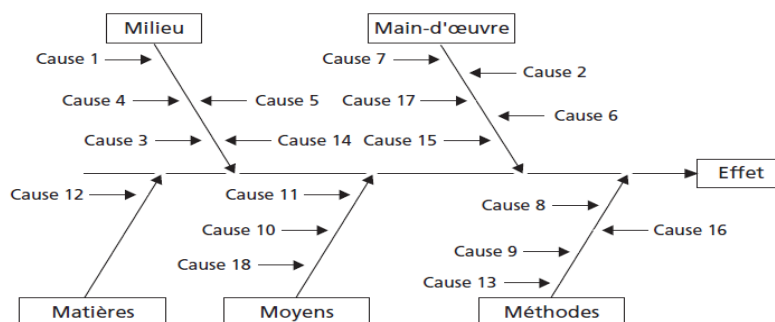 Milieu
Main-d'œuvre
Cause 1
Cause 7
Cause 2
Cause 4
Cause 5
Cause 17
Cause 6
Cause 3
Cause 14
Cause 15
Effet
Cause 12
Cause 11
Cause 8
Cause 10
Cause 16
Cause 9
Cause 18
Cause 13
Matières
Moyens
Méthodes